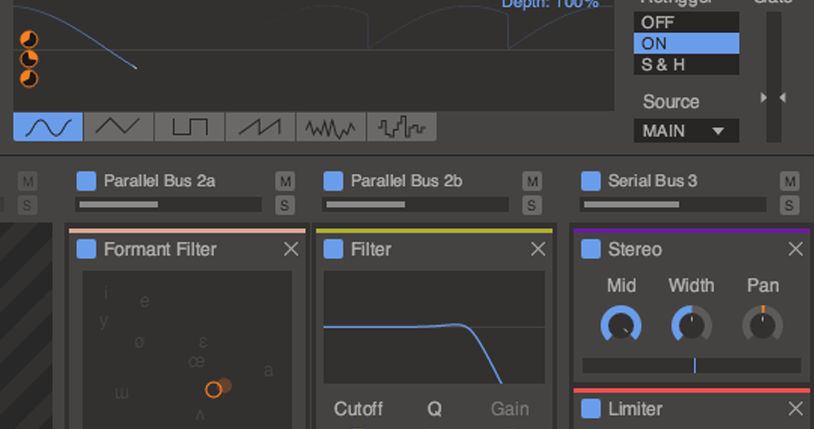 Depth: 100%
Retrigger
Gate
OFF
ON
S & H
Source
MAIN
M
S
Parallel Bus 2a
M
S
Parallel Bus 2b
M
S
Serial Bus 3
M
S
Formant Filter
Filter
Stereo
Mid Width Pan
i
e
y
ø
ε
œ
a
ɯ
ʌ
Cutoff Q Gain
Limiter